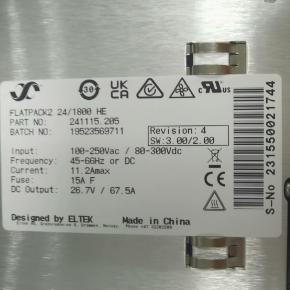 30
UK
CA
FLATPACK2 24/1800 HE
PART NO: 241115.205
BATCH NO: 19523569711
Revision: 4
SW: 3.00/2.00
Input: 100-250Vac / 80-300Vdc
Frequency: 45-66Hz or DC
Current: 11.2Amax
Fuse: 15A F
DC Output: 26.7V / 67.5A
Designed by ELTEK
Made in China
S-No 231550021744